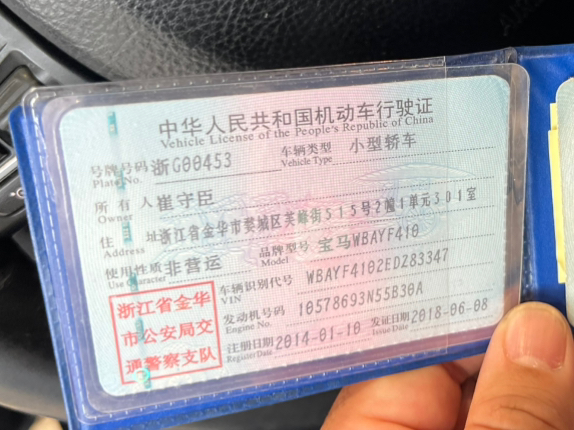 中华人民共和国机动车行驶证
Vehicle License of the People's Republic of China
号牌号码 浙G00453 车辆类型 小型轿车
Plate No. Vehicle Type
所有人 崔守臣
Owner
住址 浙江省金华市婺城区英峰街515号2幢1单元301室
Address
使用性质 非营运 品牌型号 宝马WBAYF410
Use Character Model
车辆识别代号 WBAYF4102ED283347
VIN
发动机号码 10578693N55B30A
Engine No.
注册日期 2014-01-10 发证日期 2018-06-08
Register Date Issue Date
浙江省金华
市公安局交
通警察支队